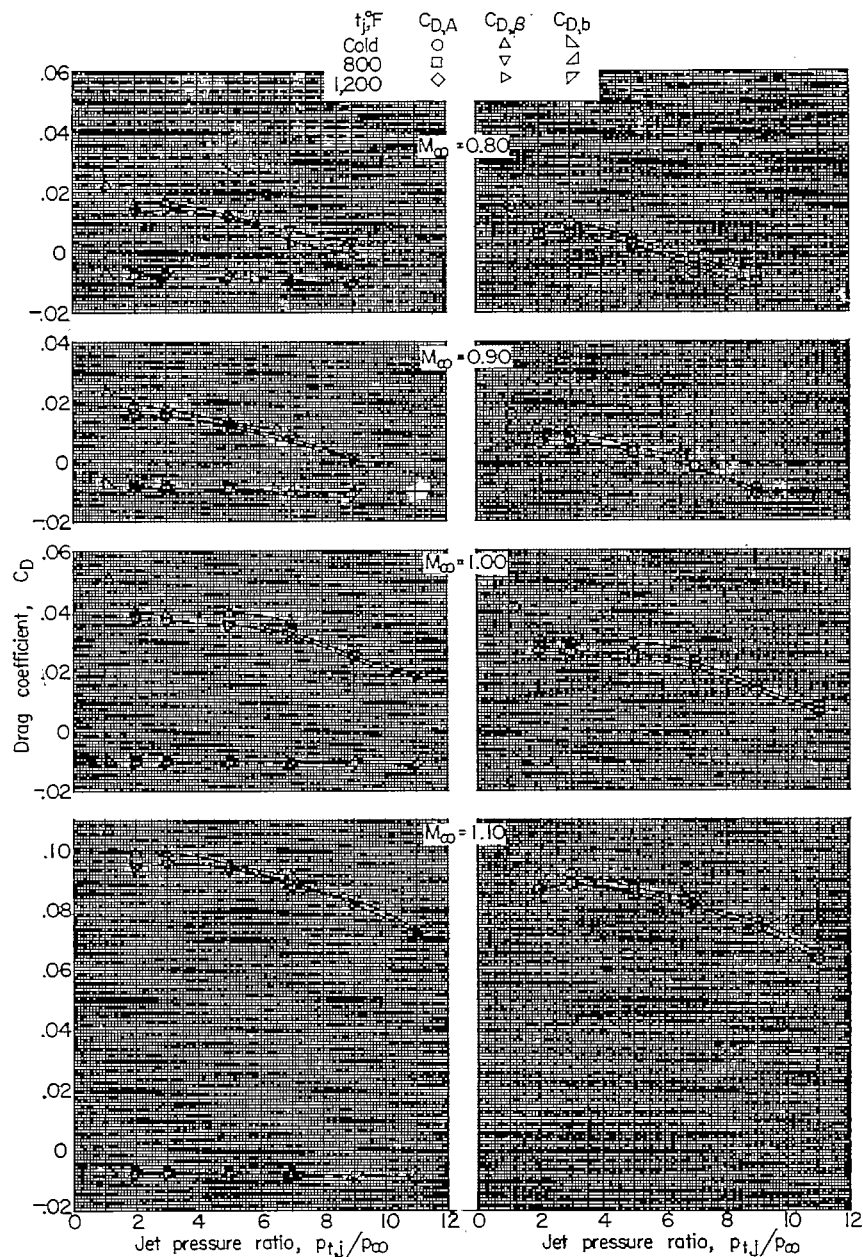 t_j,°F C_D,A C_D,β C_D,b
Cold ○ △ ◺
800 □ ▽ ◿
1,200 ◇ ▷ ◸
.06
.04
M∞ = 0.80
.02
0
-.02
.04
M∞ = 0.90
.02
0
-.02
.06
M∞ = 1.00
.04
.02
0
-.02
Drag coefficient, C_D
M∞ = 1.10
.10
.08
.06
.04
.02
0
-.02
0 2 4 6 8 10 12 0 2 4 6 8 10 12
Jet pressure ratio, p_t,j/p∞ Jet pressure ratio, p_t,j/p∞